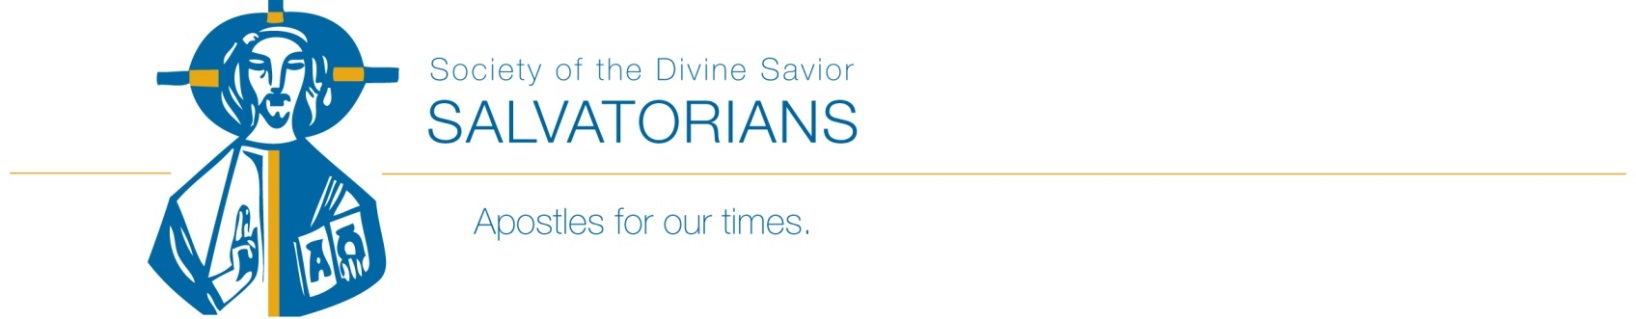 Society of the Divine Savior
SALVATORIANS
Apostles for our times.
A Ω